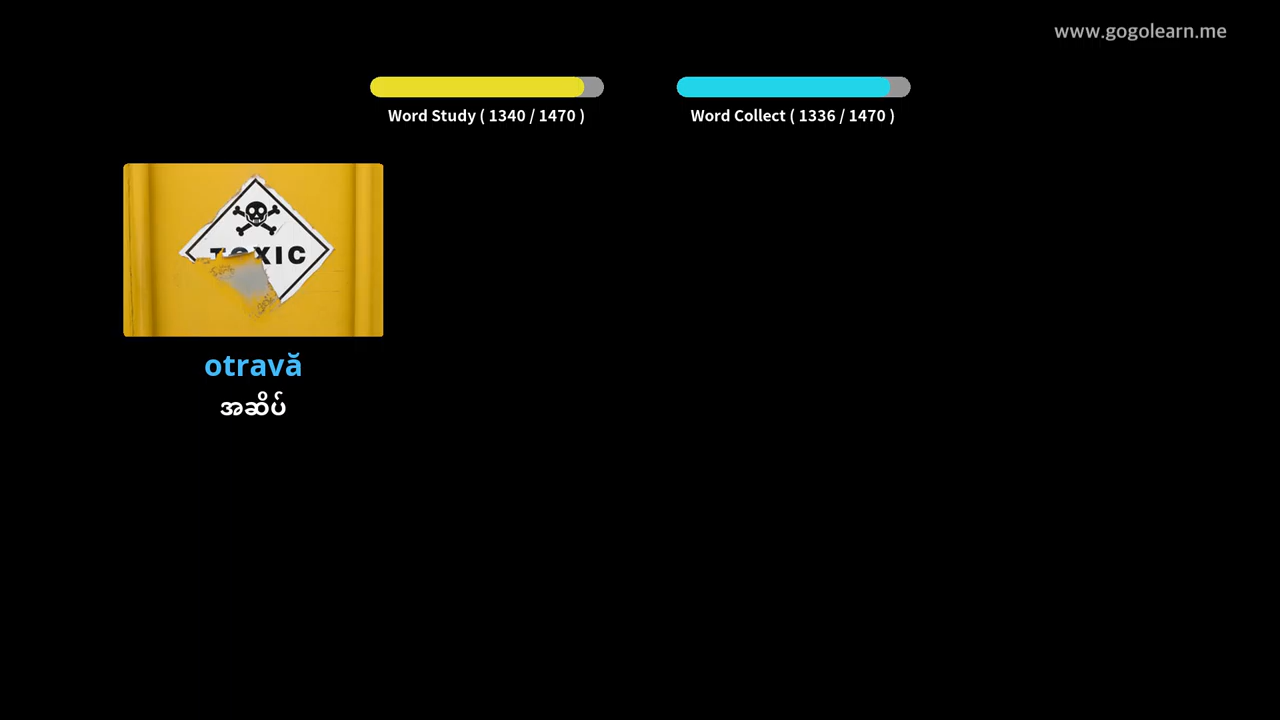 www.gogolearn.me
Word Study ( 1340 / 1470 )
Word Collect ( 1336 / 1470 )
TOXIC
otravă
အဆိပ်